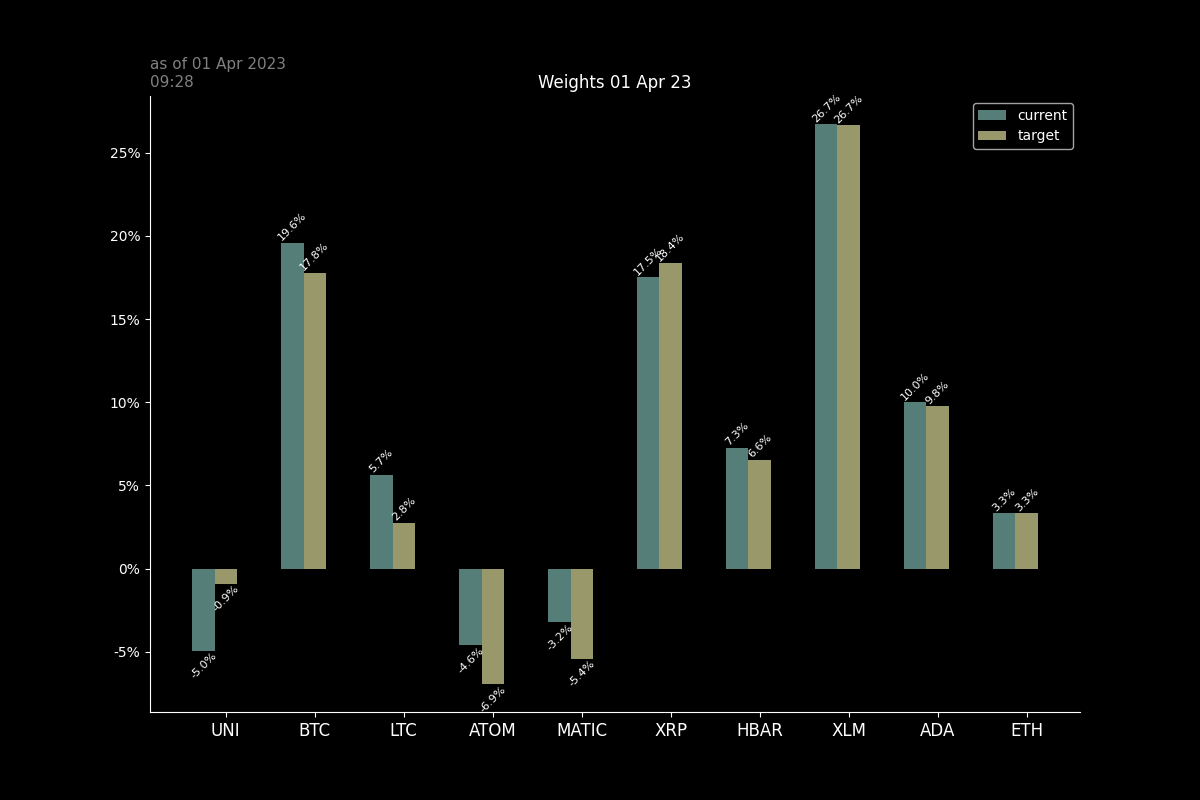 as of 01 Apr 2023
09:28
Weights 01 Apr 23
current
target
25%
20%
15%
10%
5%
0%
-5%
-5.0%
-0.9%
19.6%
17.8%
5.7%
2.8%
-4.6%
-6.9%
-3.2%
-5.4%
17.5%
18.4%
7.3%
6.6%
26.7%
26.7%
10.0%
9.8%
3.3%
3.3%
UNI
BTC
LTC
ATOM
MATIC
XRP
HBAR
XLM
ADA
ETH